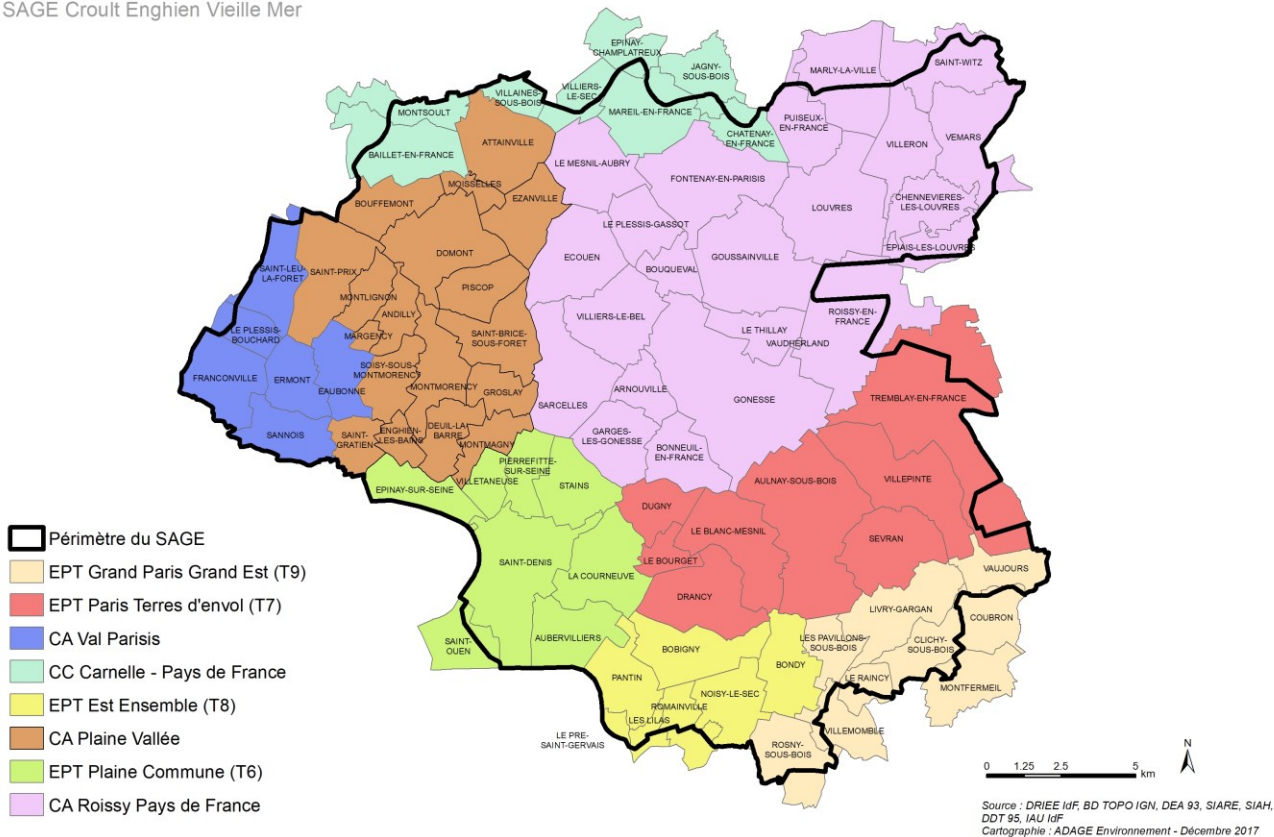 SAGE Croult Enghien Vieille Mer
EPINAY-
CHAMPLATREUX
JAGNY-
SOUS-BOIS
MARLY-LA-VILLE
SAINT-WITZ
VILLAINES-
SOUS-BOIS
VILLIERS-
LE-SEC
MONTSOULT
MAREIL-EN-FRANCE
PUISEUX-
EN-FRANCE
CHATENAY-
EN-FRANCE
VEMARS
ATTAINVILLE
VILLERON
BAILLET-EN-FRANCE
LE MESNIL-AUBRY
MOISSELLES
FONTENAY-EN-PARISIS
EZANVILLE
CHENNEVIERES-
LES-LOUVRES
BOUFFEMONT
LOUVRES
LE PLESSIS-GASSOT
EPIAIS-LES-LOUVRES
DOMONT
ECOUEN
GOUSSAINVILLE
BOUQUEVAL
SAINT-LEU-
LA-FORET
SAINT-PRIX
PISCOP
MONTLIGNON
ANDILLY
VILLIERS-LE-BEL
ROISSY-EN-
FRANCE
LE PLESSIS-
BOUCHARD
MARGENCY
SAINT-BRICE-
SOUS-FORET
LE THILLAY
VAUDHERLAND
SOISY-SOUS-
MONTMORENCY
FRANCONVILLE
ERMONT
EAUBONNE
MONTMORENCY
GROSLAY
ARNOUVILLE
GONESSE
TREMBLAY-EN-FRANCE
SARCELLES
SANNOIS
SAINT-
GRATIEN
ENGHIEN-
LES-BAINS
DEUIL-LA-
BARRE
MONTMAGNY
GARGES-
LES-GONESSE
BONNEUIL-
EN-FRANCE
PIERREFITTE-
SUR-SEINE
VILLETANEUSE
STAINS
EPINAY-SUR-SEINE
AULNAY-SOUS-BOIS
VILLEPINTE
DUGNY
LE BLANC-MESNIL
SEVRAN
LE BOURGET
SAINT-DENIS
LA COURNEUVE
VAUJOURS
DRANCY
LIVRY-GARGAN
COUBRON
SAINT-
OUEN
AUBERVILLIERS
LES PAVILLONS-
SOUS-BOIS
CLICHY-
SOUS-BOIS
BOBIGNY
BONDY
PANTIN
LE RAINCY
MONTFERMEIL
NOISY-LE-SEC
ROMAINVILLE
LES LILAS
VILLEMOMBLE
LE PRE-
SAINT-GERVAIS
ROSNY-
SOUS-BOIS
Périmètre du SAGE
EPT Grand Paris Grand Est (T9)
EPT Paris Terres d'envol (T7)
CA Val Parisis
CC Carnelle - Pays de France
EPT Est Ensemble (T8)
CA Plaine Vallée
EPT Plaine Commune (T6)
CA Roissy Pays de France
N
0 1.25 2.5 5 km
Source : DRIEE IdF, BD TOPO IGN, DEA 93, SIARE, SIAH,
DDT 95, IAU IdF
Cartographie : ADAGE Environnement - Décembre 2017